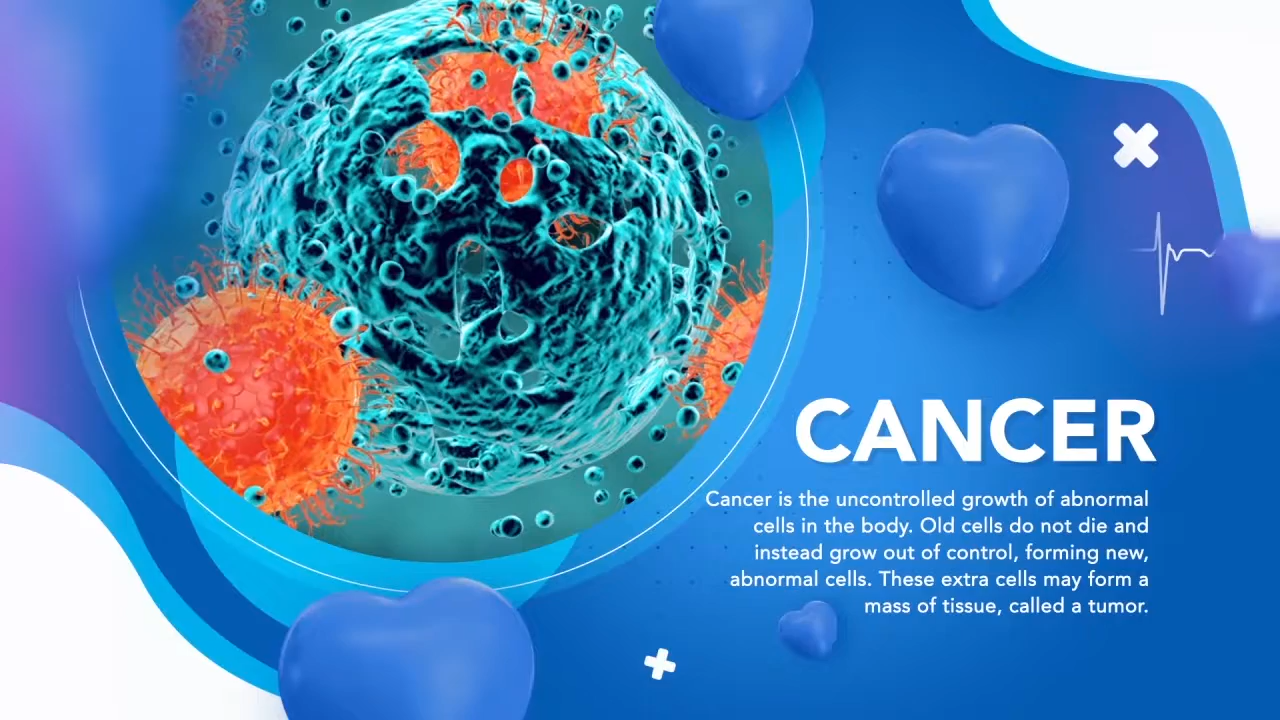 CANCER
Cancer is the uncontrolled growth of abnormal
cells in the body. Old cells do not die and
instead grow out of control, forming new,
abnormal cells. These extra cells may form a
mass of tissue, called a tumor.